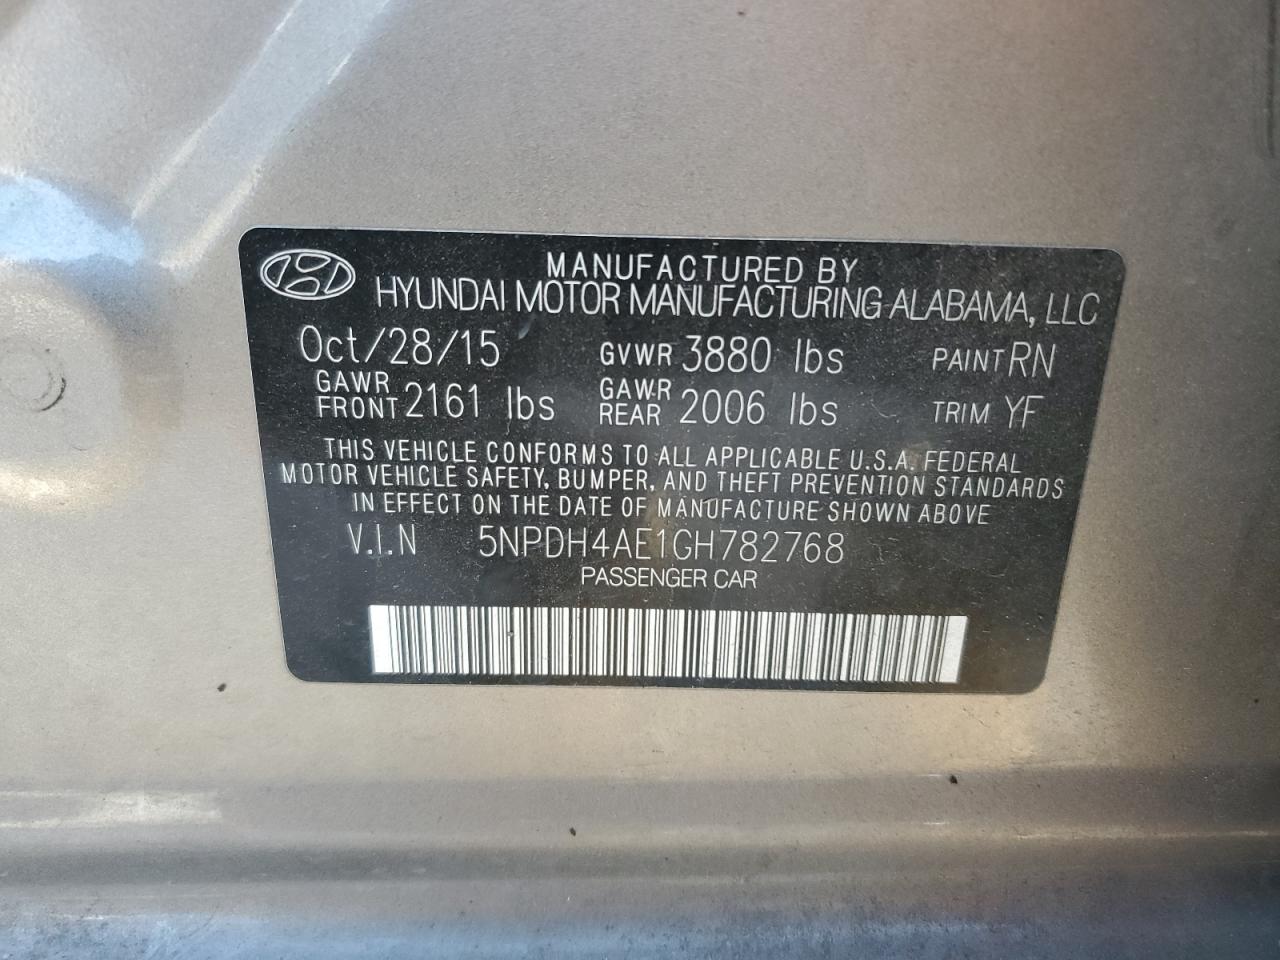 MANUFACTURED BY
HYUNDAI MOTOR MANUFACTURING ALABAMA, LLC
Oct/28/15 GVWR 3880 lbs PAINT RN
GAWR FRONT 2161 lbs GAWR REAR 2006 lbs TRIM YF
THIS VEHICLE CONFORMS TO ALL APPLICABLE U.S.A. FEDERAL
MOTOR VEHICLE SAFETY, BUMPER, AND THEFT PREVENTION STANDARDS
IN EFFECT ON THE DATE OF MANUFACTURE SHOWN ABOVE
V.I.N 5NPDH4AE1GH782768
PASSENGER CAR